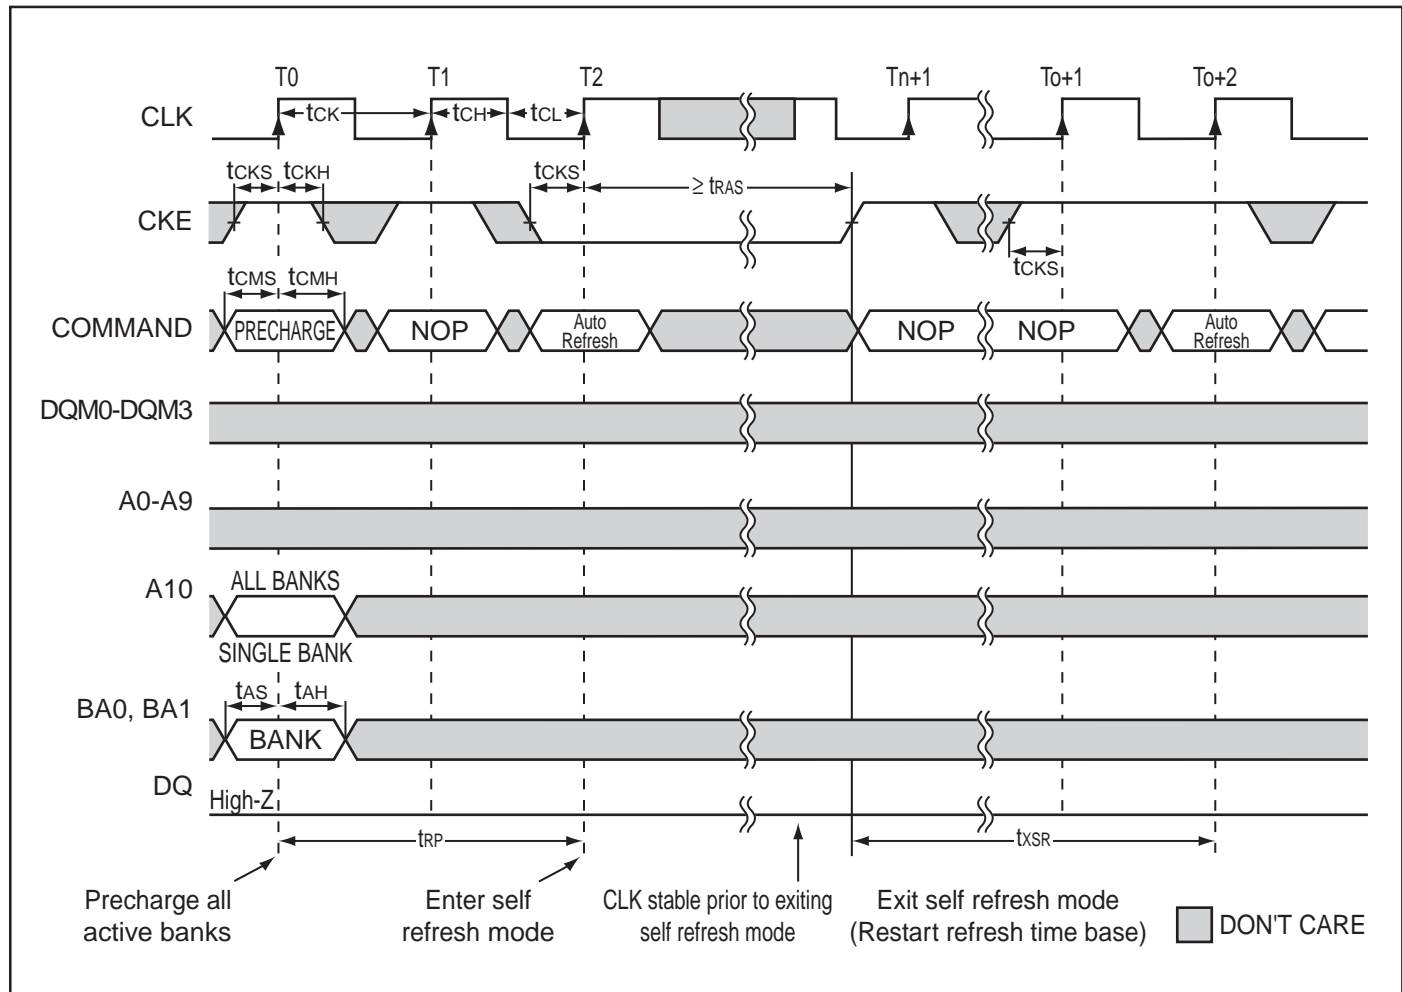 T0 T1 T2 Tn+1 To+1 To+2
CLK tCK tCH tCL
tCKS tCKH tCKS ≥ tRAS
CKE
tCKS
tCMS tCMH
COMMAND PRECHARGE NOP Auto Refresh NOP NOP Auto Refresh
DQM0-DQM3
A0-A9
A10 ALL BANKS
SINGLE BANK
tAS tAH
BA0, BA1
BANK
DQ
High-Z
tRP tXSR
Precharge all
active banks
Enter self
refresh mode
CLK stable prior to exiting
self refresh mode
Exit self refresh mode
(Restart refresh time base)
DON'T CARE